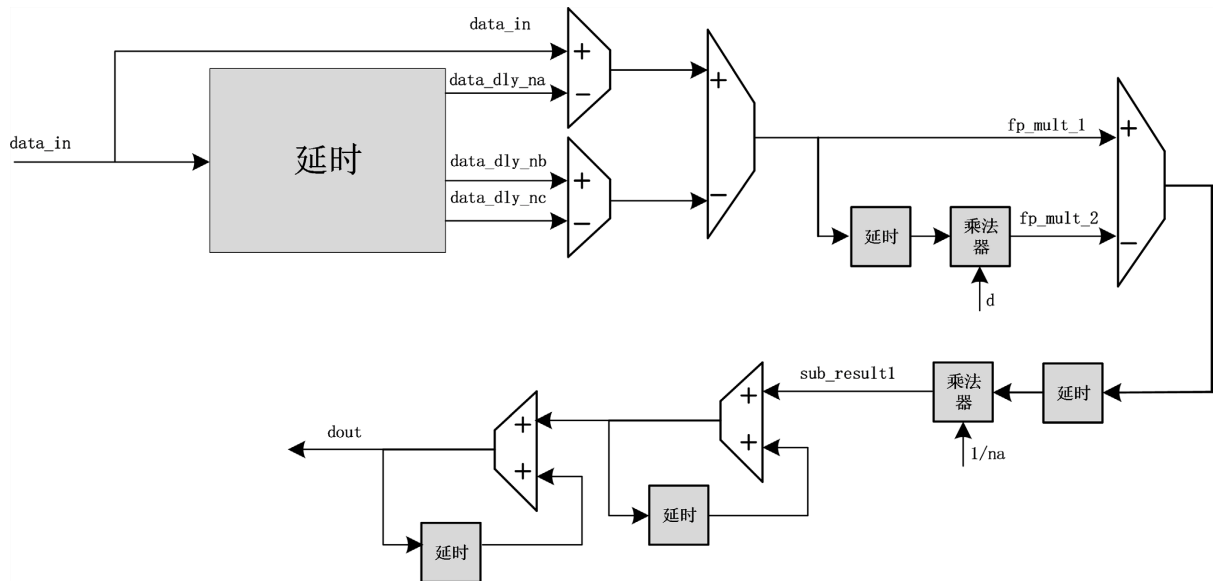 data_in
data_in
延时
data_dly_na
data_dly_nb
data_dly_nc
+
−
+
−
+
−
fp_mult_1
延时
乘法
器
fp_mult_2
d
+
−
dout
+
+
延时
+
+
延时
sub_result1
乘法
器
1/na
延时